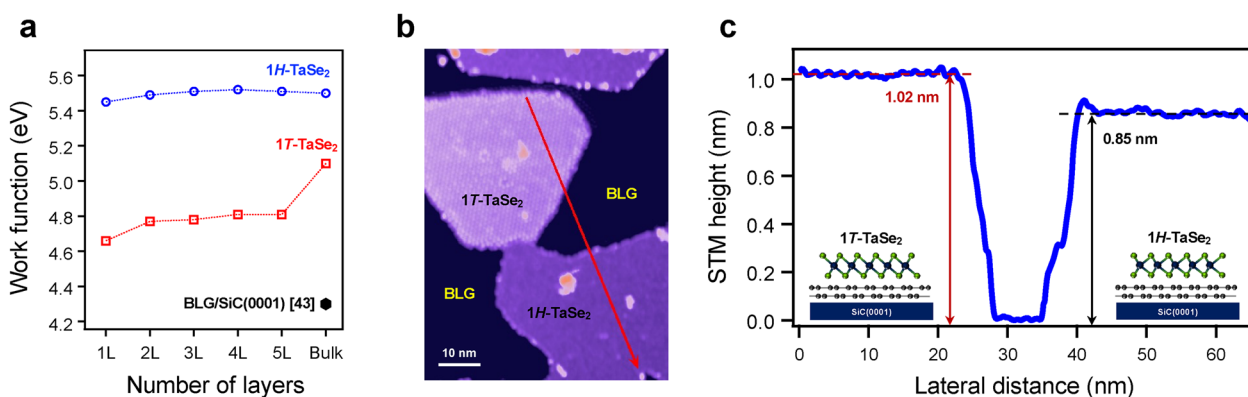 a
Work function (eV)
5.6
5.4
5.2
5.0
4.8
4.6
4.4
4.2
1H-TaSe₂
1T-TaSe₂
BLG/SiC(0001) [43]
1L 2L 3L 4L 5L Bulk
Number of layers
b
1T-TaSe₂
BLG
BLG
1H-TaSe₂
10 nm
c
STM height (nm)
1.0
0.8
0.6
0.4
0.2
0.0
1.02 nm
0.85 nm
1T-TaSe₂
1H-TaSe₂
SiC(0001)
SiC(0001)
0 10 20 30 40 50 60
Lateral distance (nm)